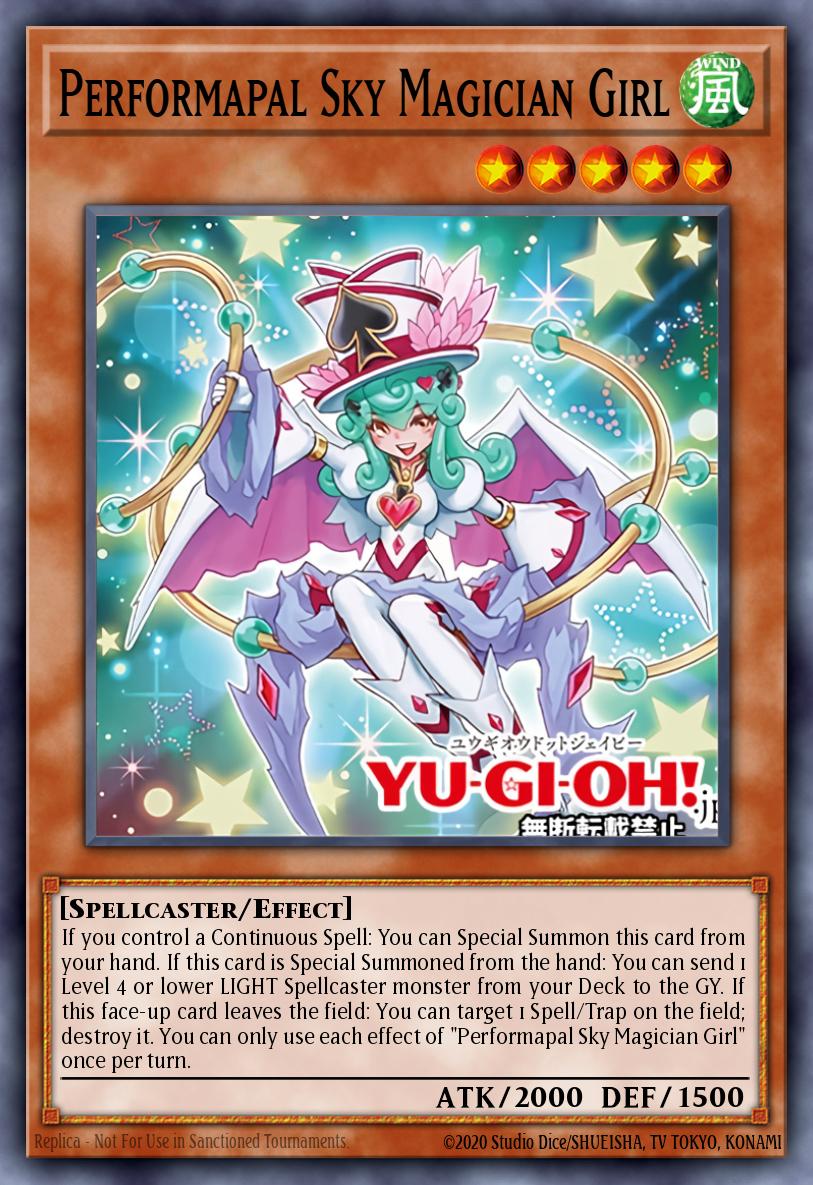 Performapal Sky Magician Girl
WIND
風
ユウギオウドットジェイピー
YU-GI-OH!
無断転載禁止
[Spellcaster/Effect]
If you control a Continuous Spell: You can Special Summon this card from
your hand. If this card is Special Summoned from the hand: You can send 1
Level 4 or lower LIGHT Spellcaster monster from your Deck to the GY. If
this face-up card leaves the field: You can target 1 Spell/Trap on the field;
destroy it. You can only use each effect of "Performapal Sky Magician Girl"
once per turn.
ATK/2000 DEF/1500
Replica - Not For Use in Sanctioned Tournaments.
©2020 Studio Dice/SHUEISHA, TV TOKYO, KONAMI